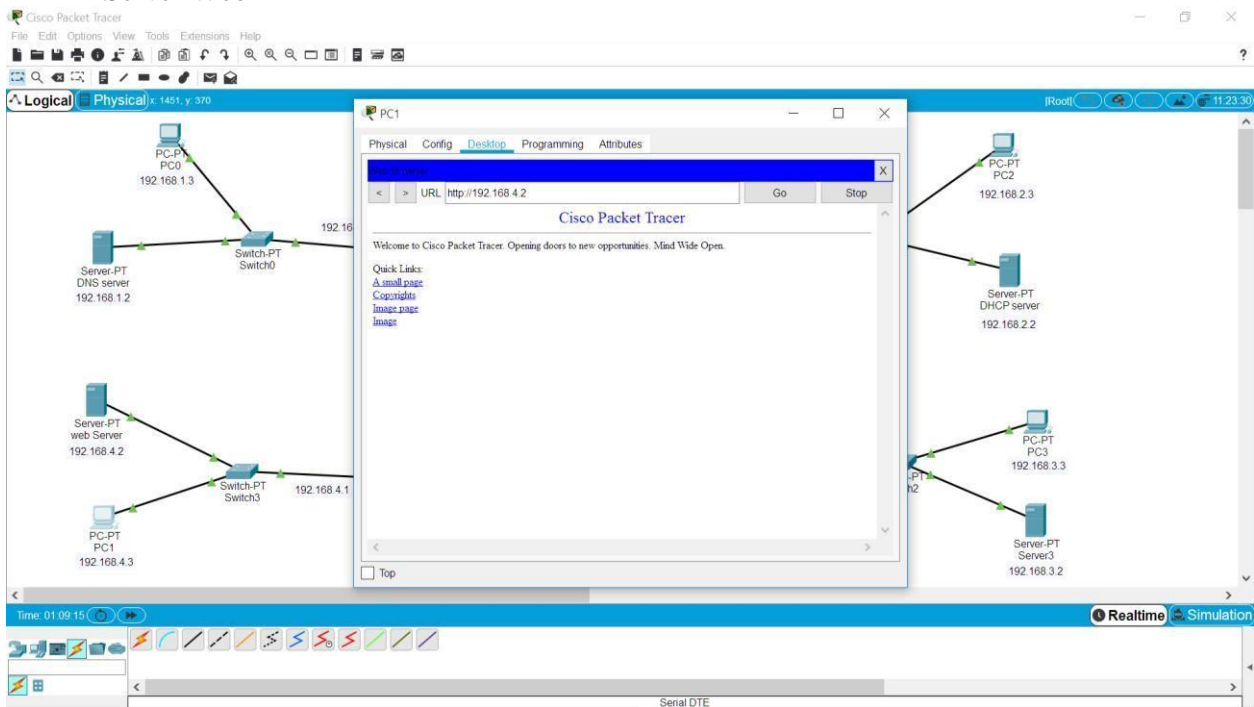 Cisco Packet Tracer
File Edit Options View Tools Extensions Help
?
Logical Physical x: 1451, y: 370
[Root] 11:23:30
PC-PT
PC0
192.168.1.3
Server-PT
DNS server
192.168.1.2
Switch-PT
Switch0
192.16
Server-PT
web Server
192.168.4.2
Switch-PT
Switch3
192.168.4.1
PC-PT
PC1
192.168.4.3
PC1
Physical Config Desktop Programming Attributes
X
< > URL http://192.168.4.2 Go Stop
Cisco Packet Tracer
Welcome to Cisco Packet Tracer. Opening doors to new opportunities. Mind Wide Open.
Quick Links:
A small page
Copyrights
Image page
Image
Top
PC-PT
PC2
192.168.2.3
Server-PT
DHCP server
192.168.2.2
PC-PT
PC3
192.168.3.3
-PT
h2
Server-PT
Server3
192.168.3.2
Time: 01:09:15
Realtime Simulation
Serial DTE